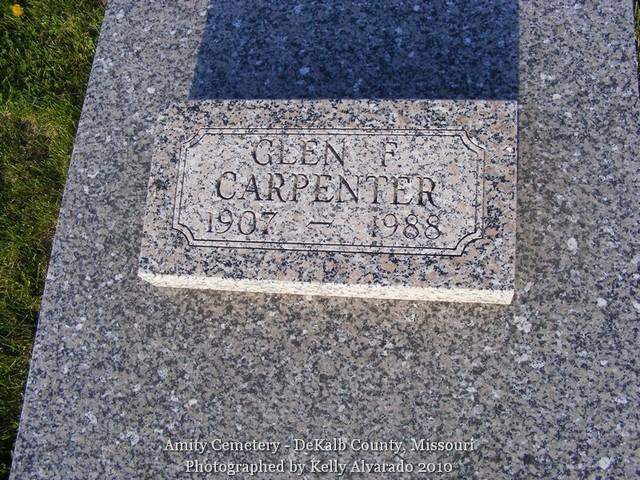 GLEN F.
CARPENTER
1907 — 1988
Amity Cemetery - DeKalb County, Missouri
Photographed by Kelly Alvarado 2010